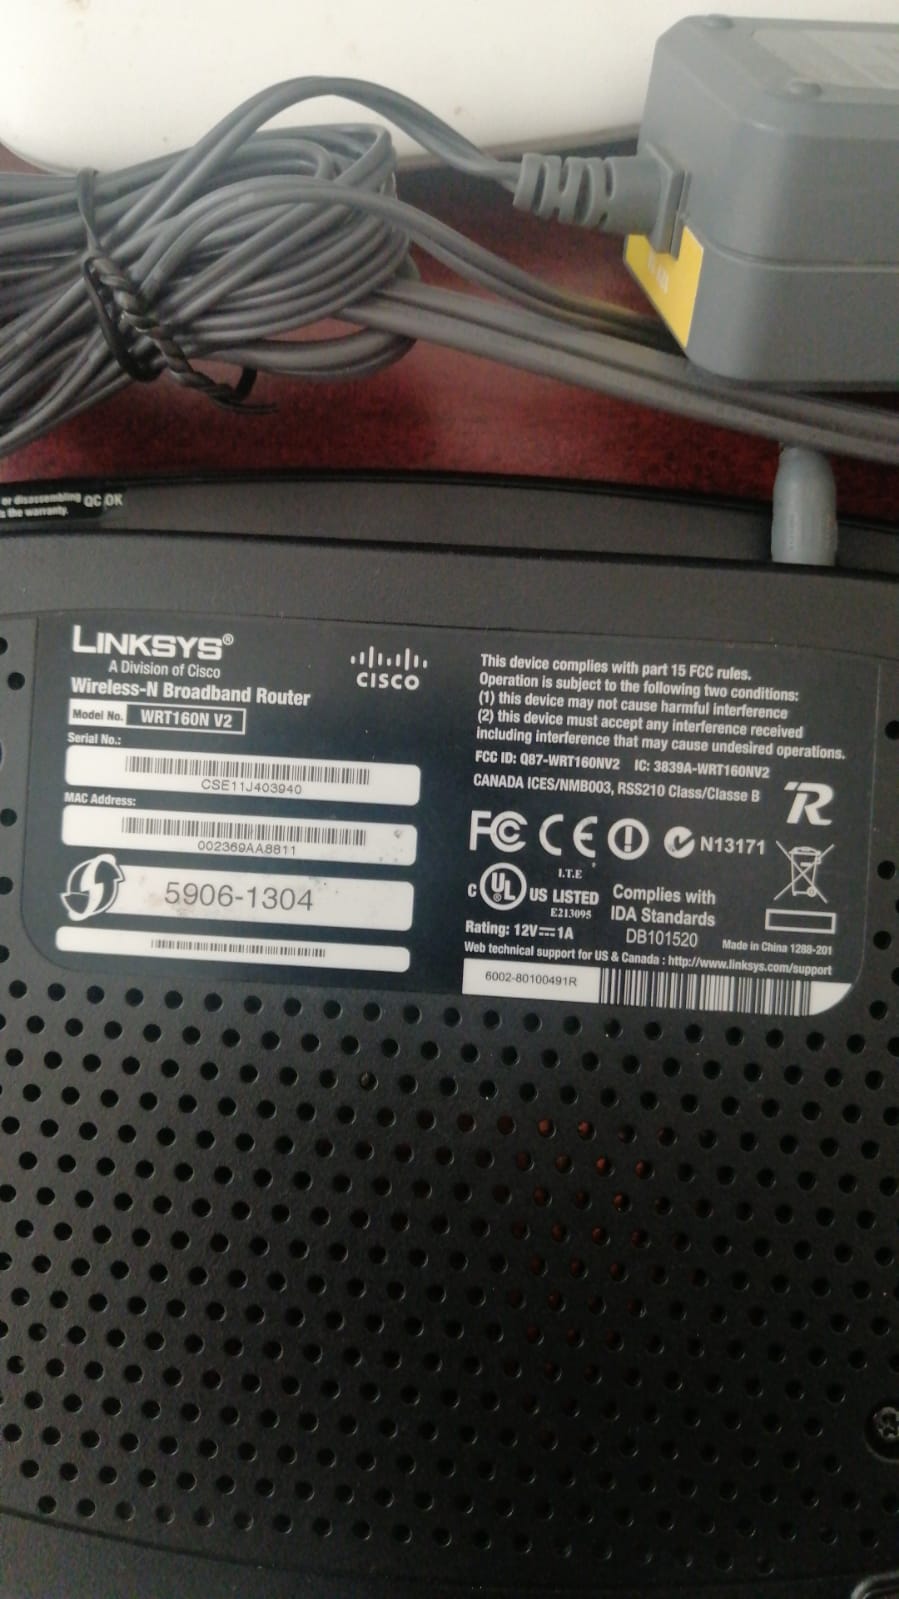 or disassembling QC OK
s the warranty.
LINKSYS®
A Division of Cisco
CISCO
Wireless-N Broadband Router
Model No. WRT160N V2
Serial No.:
CSE11J403940
MAC Address:
002369AA8811
5906-1304
This device complies with part 15 FCC rules.
Operation is subject to the following two conditions:
(1) this device may not cause harmful interference
(2) this device must accept any interference received
including interference that may cause undesired operations.
FCC ID: Q87-WRT160NV2 IC: 3839A-WRT160NV2
CANADA ICES/NMB003, RSS210 Class/Classe B
FC CE N13171
I.T.E
C UL® US LISTED
E213095
Complies with
IDA Standards
DB101520
Rating: 12V⎓1A
Made in China 1288-201
Web technical support for US & Canada : http://www.linksys.com/support
6002-80100491R